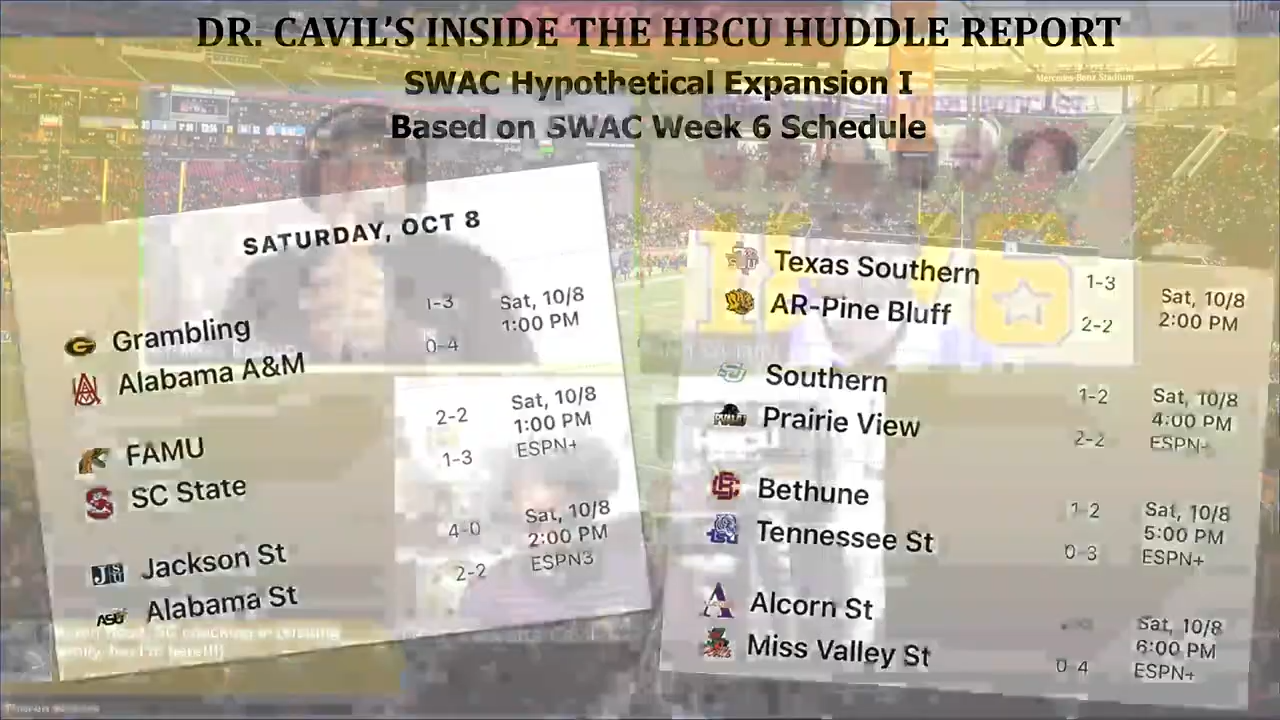 DR. CAVIL'S INSIDE THE HBCU HUDDLE REPORT
SWAC Hypothetical Expansion I
Based on SWAC Week 6 Schedule
Mercedes-Benz Stadium
SATURDAY, OCT 8
Grambling 1-3 Sat, 10/8
Alabama A&M 0-4 1:00 PM
FAMU 2-2 Sat, 10/8
1:00 PM
SC State 1-3 ESPN+
Jackson St 4-0 Sat, 10/8
2:00 PM
Alabama St 2-2 ESPN3
ASU
Texas Southern 1-3 Sat, 10/8
AR-Pine Bluff 2-2 2:00 PM
Southern 1-2 Sat, 10/8
4:00 PM
Prairie View 2-2 ESPN+
Bethune 1-2 Sat, 10/8
5:00 PM
Tennessee St 0-3 ESPN+
Alcorn St Sat, 10/8
6:00 PM
Miss Valley St 0-4 ESPN+